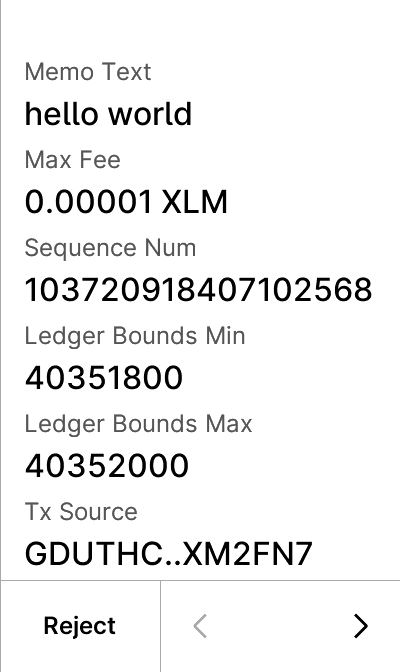 Memo Text
hello world
Max Fee
0.00001 XLM
Sequence Num
103720918407102568
Ledger Bounds Min
40351800
Ledger Bounds Max
40352000
Tx Source
GDUTHC..XM2FN7
Reject